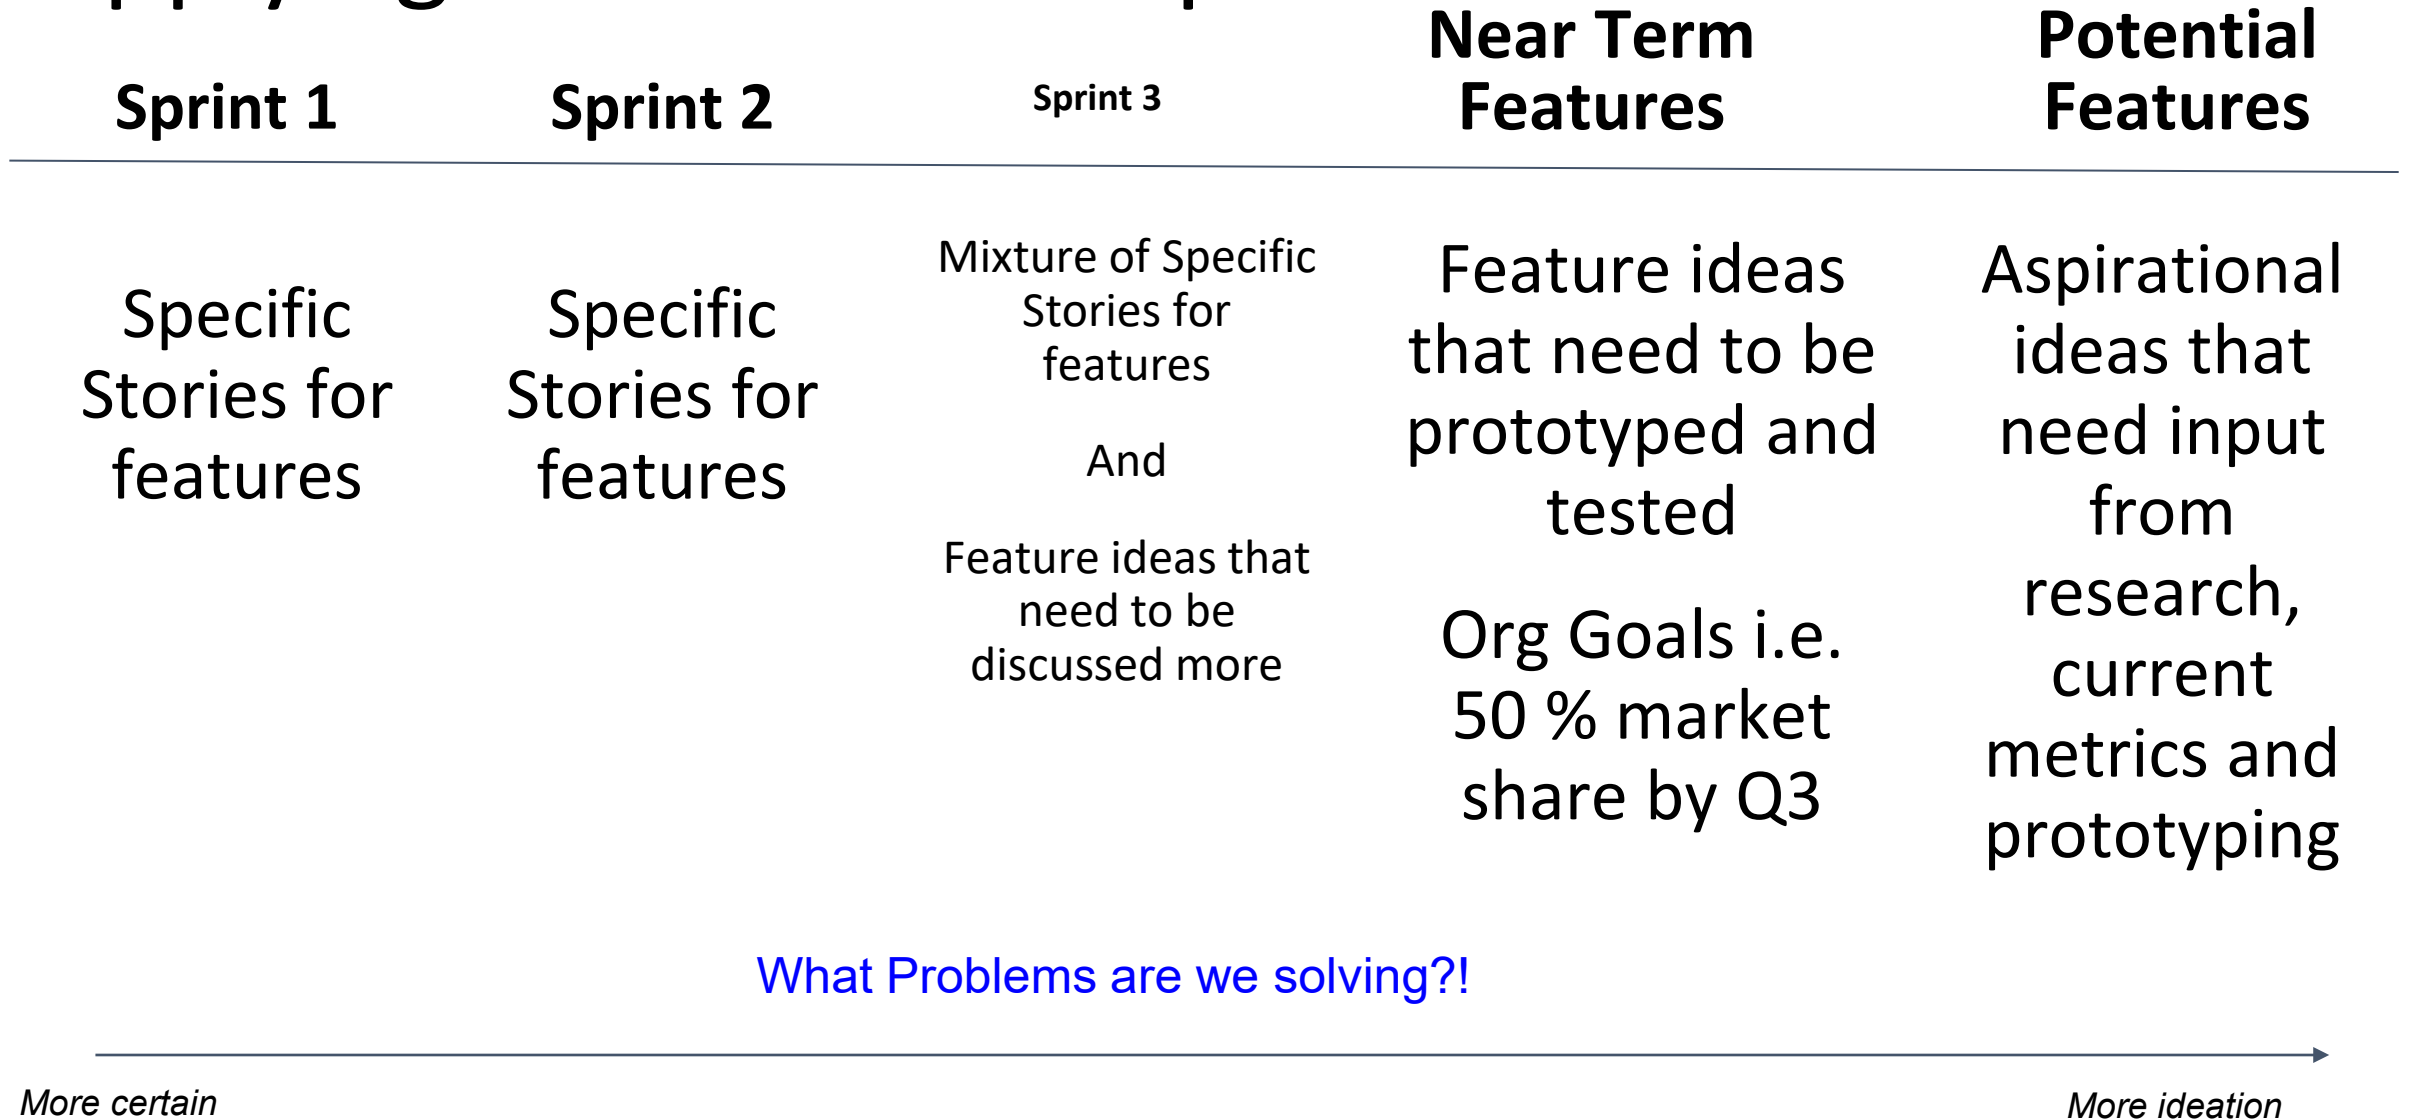 Near Term
Features
Potential
Features
Sprint 1
Sprint 2
Sprint 3
Specific
Stories for
features
Specific
Stories for
features
Mixture of Specific
Stories for
features
And
Feature ideas that
need to be
discussed more
Feature ideas
that need to be
prototyped and
tested
Org Goals i.e.
50 % market
share by Q3
Aspirational
ideas that
need input
from
research,
current
metrics and
prototyping
What Problems are we solving?!
More certain
More ideation